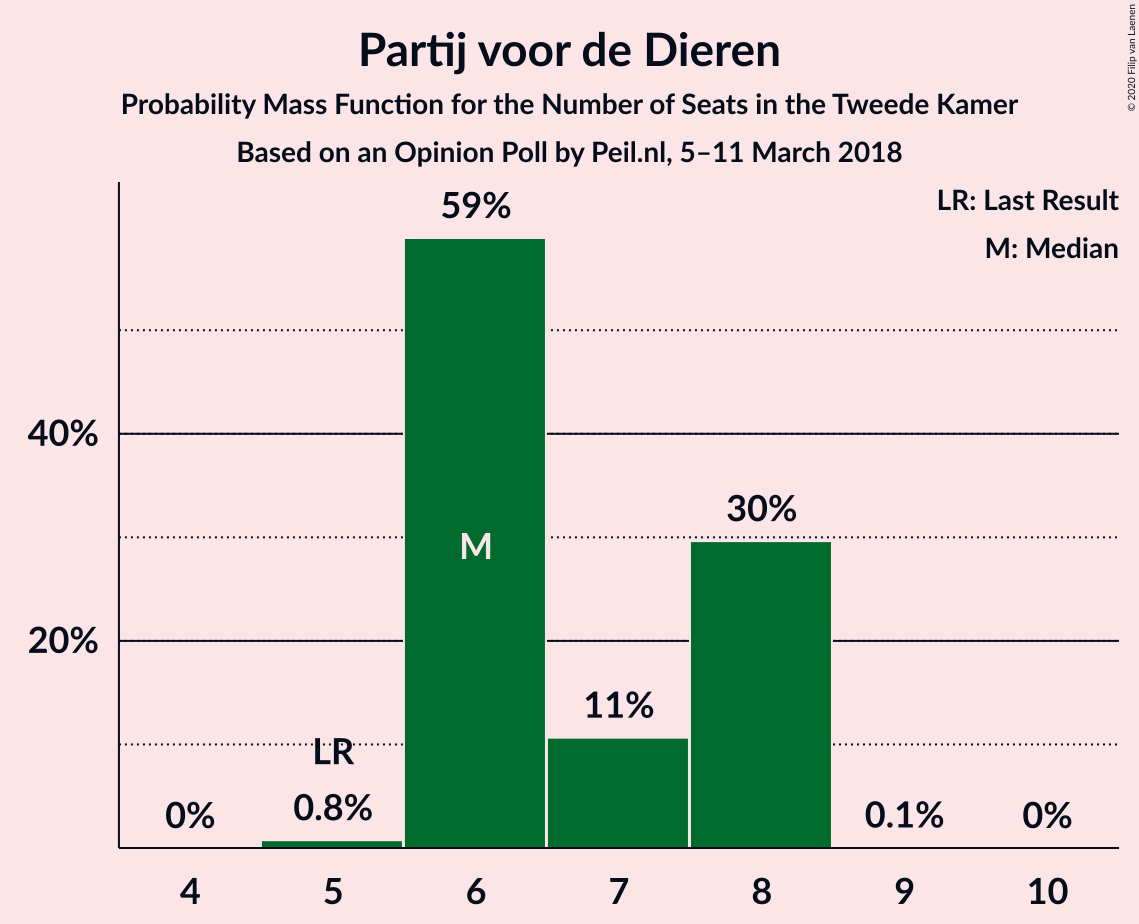 Partij voor de Dieren
Probability Mass Function for the Number of Seats in the Tweede Kamer
Based on an Opinion Poll by Peil.nl, 5–11 March 2018
© 2020 Filip van Laenen
LR: Last Result
M: Median
59%
40%
30%
M
20%
11%
LR
0%
0.8%
0.1%
0%
4
5
6
7
8
9
10